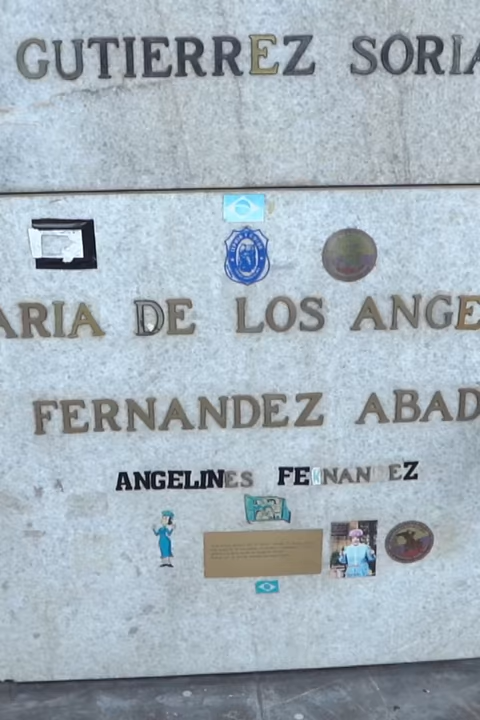 GUTIERREZ SORIA
ARIA DE LOS ANGE
FERNANDEZ ABAD
ANGELINES FERNANDEZ